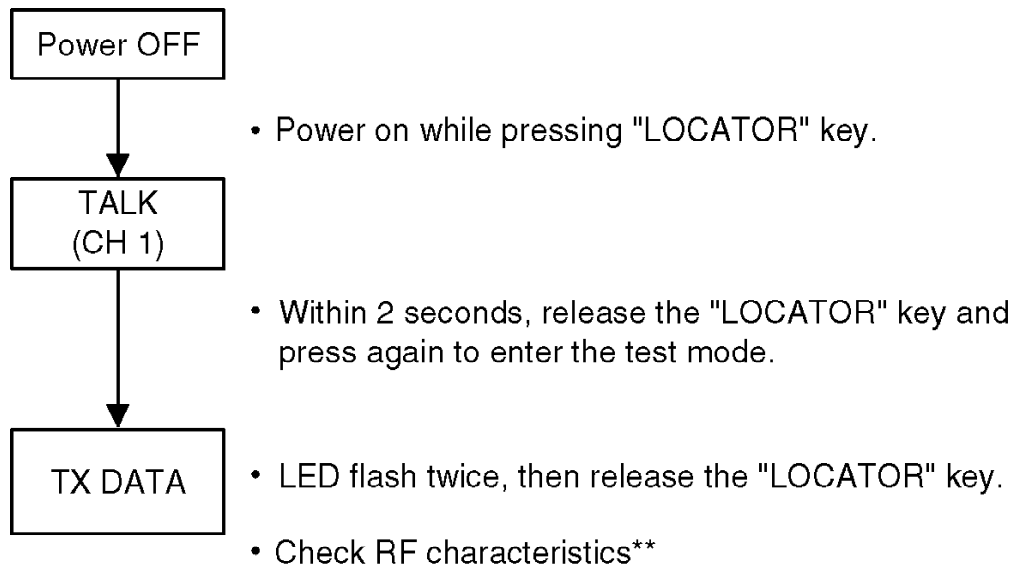 Power OFF
• Power on while pressing "LOCATOR" key.
TALK
(CH 1)
• Within 2 seconds, release the "LOCATOR" key and
press again to enter the test mode.
TX DATA
• LED flash twice, then release the "LOCATOR" key.
• Check RF characteristics**